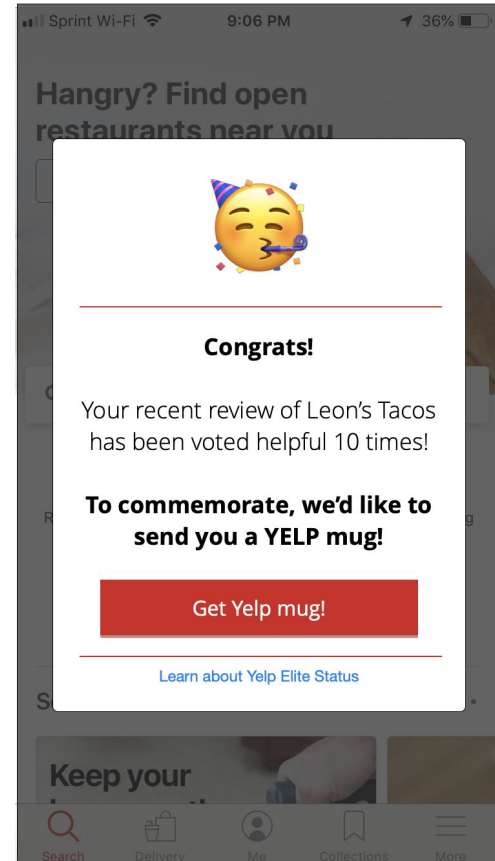 Sprint Wi-Fi 9:06 PM 36%
Hangry? Find open
restaurants near you
Congrats!
Your recent review of Leon's Tacos
has been voted helpful 10 times!
To commemorate, we'd like to
send you a YELP mug!
Get Yelp mug!
Learn about Yelp Elite Status
Keep your
Search Delivery Me Collections More